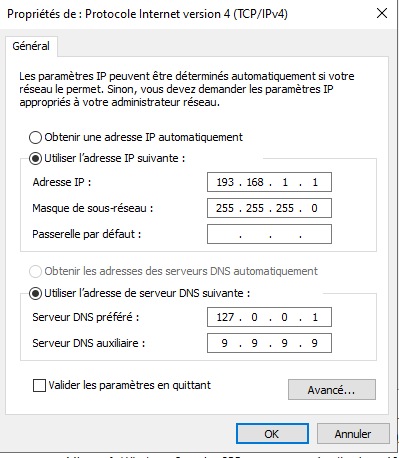 Propriétés de : Protocole Internet version 4 (TCP/IPv4)
Général
Les paramètres IP peuvent être déterminés automatiquement si votre
réseau le permet. Sinon, vous devez demander les paramètres IP
appropriés à votre administrateur réseau.
Obtenir une adresse IP automatiquement
Utiliser l'adresse IP suivante :
Adresse IP : 193 . 168 . 1 . 1
Masque de sous-réseau : 255 . 255 . 255 . 0
Passerelle par défaut : . . .
Obtenir les adresses des serveurs DNS automatiquement
Utiliser l'adresse de serveur DNS suivante :
Serveur DNS préféré : 127 . 0 . 0 . 1
Serveur DNS auxiliaire : 9 . 9 . 9 . 9
Valider les paramètres en quittant
Avancé...
OK Annuler